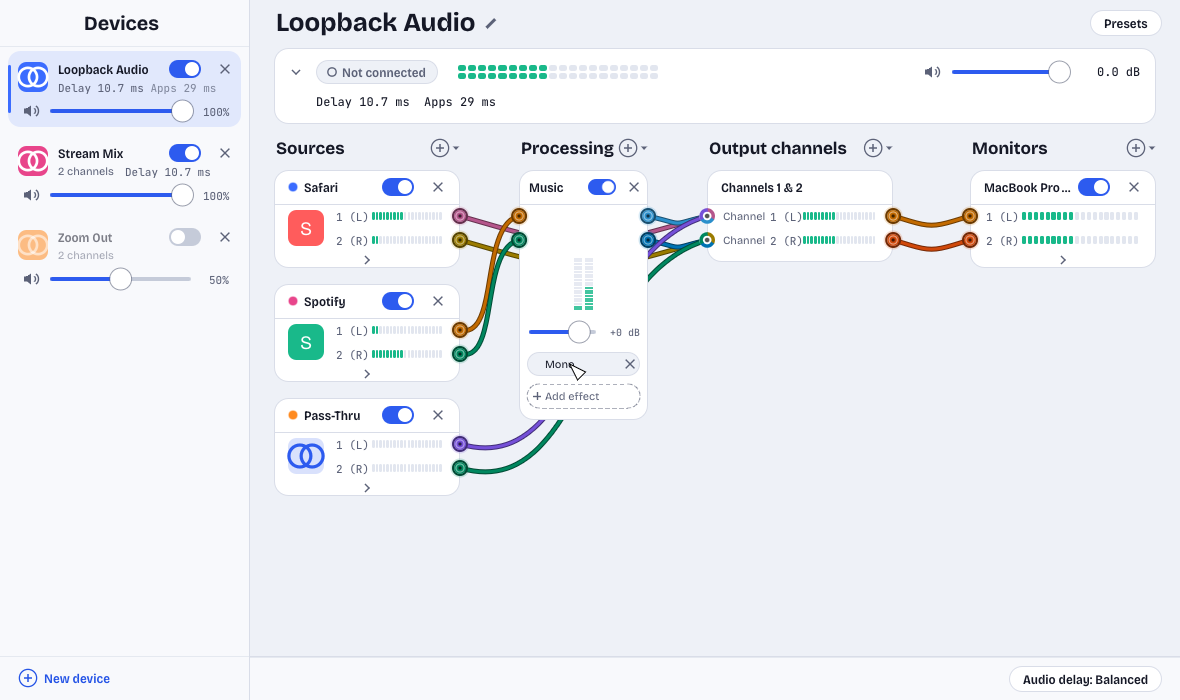 Devices
Loopback Audio
Delay 10.7 ms Apps 29 ms
100%
Stream Mix
2 channels Delay 10.7 ms
100%
Zoom Out
2 channels
50%
New device
Loopback Audio
Presets
Not connected
0.0 dB
Delay 10.7 ms Apps 29 ms
Sources
Processing
Output channels
Monitors
Safari
S
1 (L)
2 (R)
Spotify
S
1 (L)
2 (R)
Pass-Thru
1 (L)
2 (R)
Music
+0 dB
Add effect
Channels 1 & 2
Channel 1 (L)
Channel 2 (R)
MacBook Pro...
1 (L)
2 (R)
Audio delay: Balanced